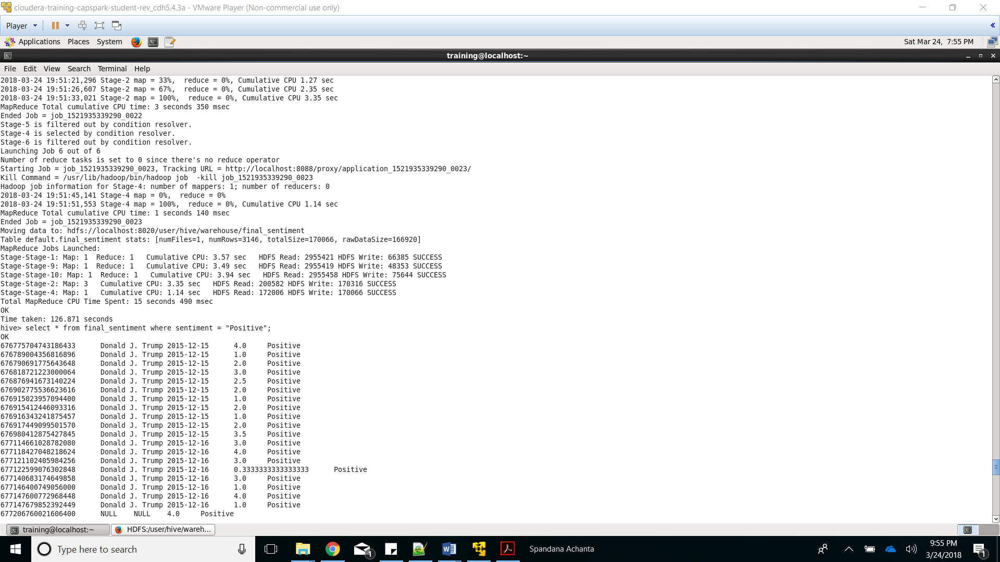 cloudera-training-capspark-student-rev_cdh5.4.3a - VMware Player (Non-commercial use only)
Player
Applications Places System Sat Mar 24, 7:55 PM
training@localhost:~
File Edit View Search Terminal Help
2018-03-24 19:51:21,296 Stage-2 map = 33%,  reduce = 0%, Cumulative CPU 1.27 sec
2018-03-24 19:51:26,607 Stage-2 map = 67%,  reduce = 0%, Cumulative CPU 2.35 sec
2018-03-24 19:51:33,021 Stage-2 map = 100%,  reduce = 0%, Cumulative CPU 3.35 sec
MapReduce Total cumulative CPU time: 3 seconds 350 msec
Ended Job = job_1521935339290_0022
Stage-5 is filtered out by condition resolver.
Stage-4 is selected by condition resolver.
Stage-6 is filtered out by condition resolver.
Launching Job 6 out of 6
Number of reduce tasks is set to 0 since there's no reduce operator
Starting Job = job_1521935339290_0023, Tracking URL = http://localhost:8088/proxy/application_1521935339290_0023/
Kill Command = /usr/lib/hadoop/bin/hadoop job  -kill job_1521935339290_0023
Hadoop job information for Stage-4: number of mappers: 1; number of reducers: 0
2018-03-24 19:51:45,141 Stage-4 map = 0%,  reduce = 0%
2018-03-24 19:51:51,553 Stage-4 map = 100%,  reduce = 0%, Cumulative CPU 1.14 sec
MapReduce Total cumulative CPU time: 1 seconds 140 msec
Ended Job = job_1521935339290_0023
Moving data to: hdfs://localhost:8020/user/hive/warehouse/final_sentiment
Table default.final_sentiment stats: [numFiles=1, numRows=3146, totalSize=170066, rawDataSize=166920]
MapReduce Jobs Launched:
Stage-Stage-1: Map: 1  Reduce: 1   Cumulative CPU: 3.57 sec   HDFS Read: 2955421 HDFS Write: 66385 SUCCESS
Stage-Stage-9: Map: 1  Reduce: 1   Cumulative CPU: 3.49 sec   HDFS Read: 2955419 HDFS Write: 48353 SUCCESS
Stage-Stage-10: Map: 1  Reduce: 1   Cumulative CPU: 3.94 sec   HDFS Read: 2955458 HDFS Write: 75644 SUCCESS
Stage-Stage-2: Map: 3   Cumulative CPU: 3.35 sec   HDFS Read: 200582 HDFS Write: 170316 SUCCESS
Stage-Stage-4: Map: 1   Cumulative CPU: 1.14 sec   HDFS Read: 172006 HDFS Write: 170066 SUCCESS
Total MapReduce CPU Time Spent: 15 seconds 490 msec
OK
Time taken: 126.871 seconds
hive> select * from final_sentiment where sentiment = "Positive";
OK
676775704743186433 Donald J. Trump 2015-12-15 4.0 Positive
676789004356816896 Donald J. Trump 2015-12-15 1.0 Positive
676790691775643648 Donald J. Trump 2015-12-15 2.0 Positive
676818721223000064 Donald J. Trump 2015-12-15 3.0 Positive
676876941673140224 Donald J. Trump 2015-12-15 2.5 Positive
676902775536623616 Donald J. Trump 2015-12-15 2.0 Positive
676915023957094400 Donald J. Trump 2015-12-15 1.0 Positive
676915412446093316 Donald J. Trump 2015-12-15 2.0 Positive
676916343241875457 Donald J. Trump 2015-12-15 1.0 Positive
676917449099501570 Donald J. Trump 2015-12-15 2.0 Positive
676980412875427845 Donald J. Trump 2015-12-15 3.5 Positive
677114661028782080 Donald J. Trump 2015-12-16 3.0 Positive
677118427048218624 Donald J. Trump 2015-12-16 4.0 Positive
677121102405984256 Donald J. Trump 2015-12-16 3.0 Positive
677122599076302848 Donald J. Trump 2015-12-16 0.3333333333333333 Positive
677140683174649858 Donald J. Trump 2015-12-16 3.0 Positive
677146400749056000 Donald J. Trump 2015-12-16 1.0 Positive
677147600772968448 Donald J. Trump 2015-12-16 4.0 Positive
677147679852392449 Donald J. Trump 2015-12-16 1.0 Positive
677206760021606400 NULL NULL 4.0 Positive
training@localhost:~ HDFS:/user/hive/wareh...
Type here to search 1 Spandana Achanta 9:55 PM
3/24/2018 1